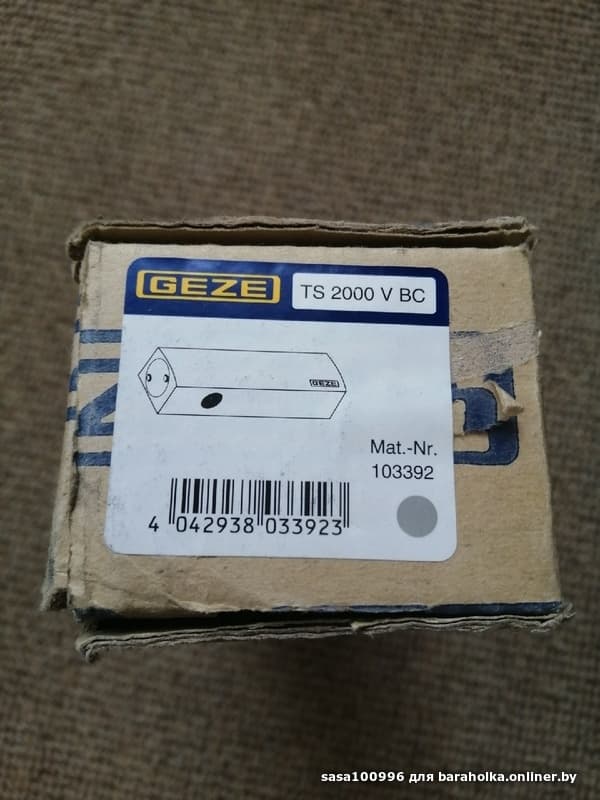 GEZE
TS 2000 V BC
GEZE
Mat.-Nr.
103392
4 042938 033923
sasa100996 для baraholka.onliner.by